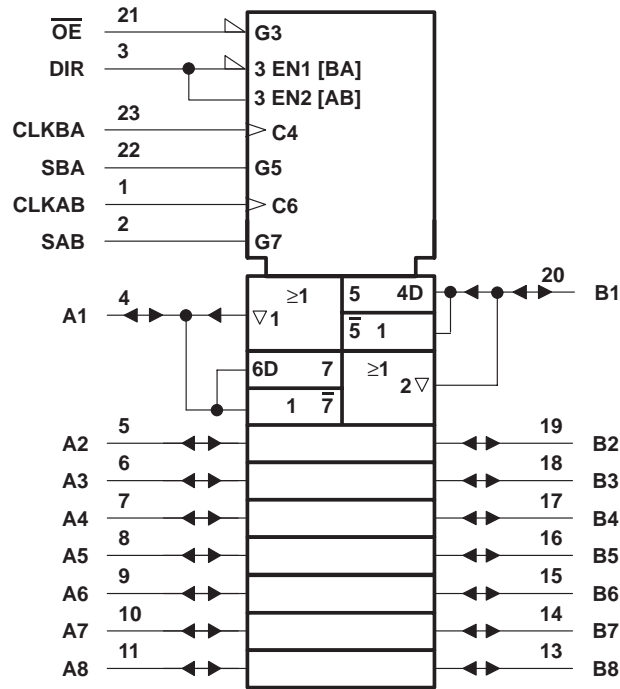 21
OE G3
3
DIR 3 EN1 [BA]
3 EN2 [AB]
23
CLKBA C4
22
SBA G5
1
CLKAB C6
2
SAB G7
4 ≥1 5 4D 20
A1 ▽1 B1
5̅ 1
6D 7 ≥1
2▽
1 7̅
5 19
A2 B2
6 18
A3 B3
7 17
A4 B4
8 16
A5 B5
9 15
A6 B6
10 14
A7 B7
11 13
A8 B8